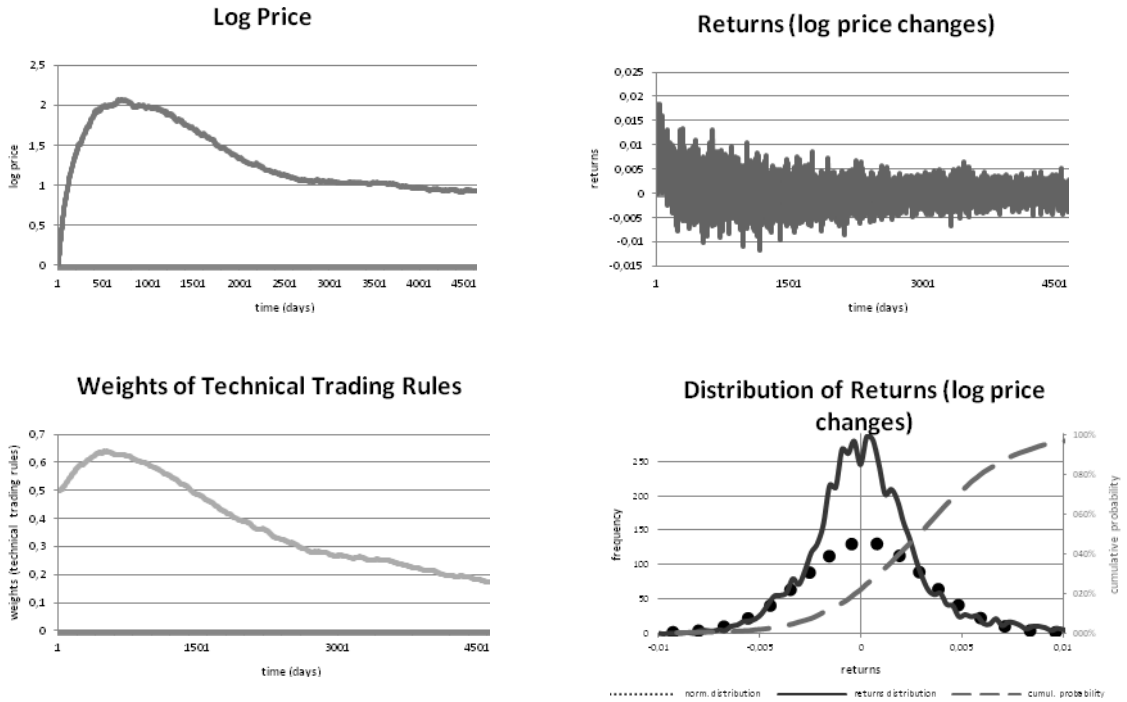 Log Price
2,5
2
1,5
1
0,5
0
log price
1 501 1001 1501 2001 2501 3001 3501 4001 4501
time (days)
Returns (log price changes)
0,025
0,02
0,015
0,01
0,005
0
-0,005
-0,01
-0,015
returns
1 1501 3001 4501
time (days)
Weights of Technical Trading Rules
0,7
0,6
0,5
0,4
0,3
0,2
0,1
0
weights (technical trading rules)
1 1501 3001 4501
time (days)
Distribution of Returns (log price
changes)
250
200
150
100
50
0
frequency
100%
080%
060%
040%
020%
000%
cumulative probability
-0.01 -0.005 0 0.005 0.01
returns
norm. distribution returns distribution cumul. probability